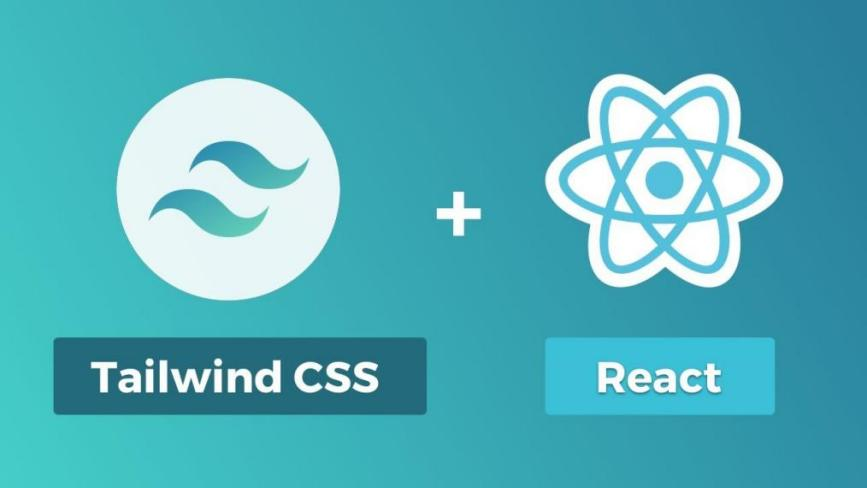 +
Tailwind CSS
React